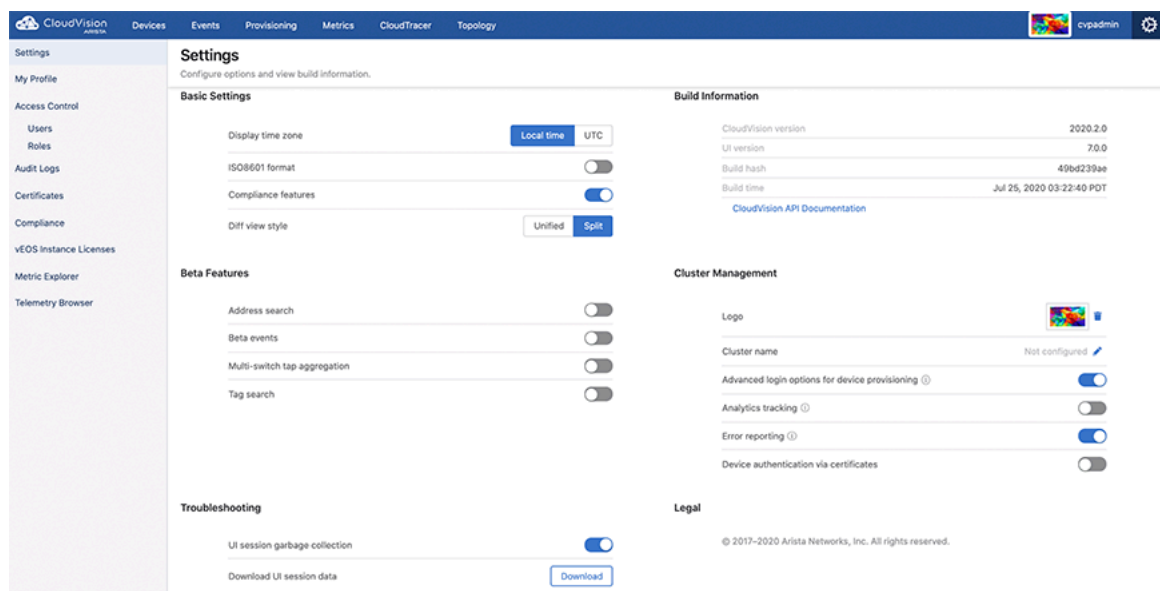 CloudVision
ARISTA
Devices
Events
Provisioning
Metrics
CloudTracer
Topology
cvpadmin
Settings
My Profile
Access Control
Users
Roles
Audit Logs
Certificates
Compliance
vEOS Instance Licenses
Metric Explorer
Telemetry Browser
Settings
Configure options and view build information.
Basic Settings
Display time zone
Local time
UTC
ISO8601 format
Compliance features
Diff view style
Unified
Split
Beta Features
Address search
Beta events
Multi-switch tap aggregation
Tag search
Troubleshooting
UI session garbage collection
Download UI session data
Download
Build Information
CloudVision version 2020.2.0
UI version 7.0.0
Build hash 49bd239ae
Build time Jul 25, 2020 03:22:40 PDT
CloudVision API Documentation
Cluster Management
Logo
Cluster name Not configured
Advanced login options for device provisioning
Analytics tracking
Error reporting
Device authentication via certificates
Legal
© 2017–2020 Arista Networks, Inc. All rights reserved.